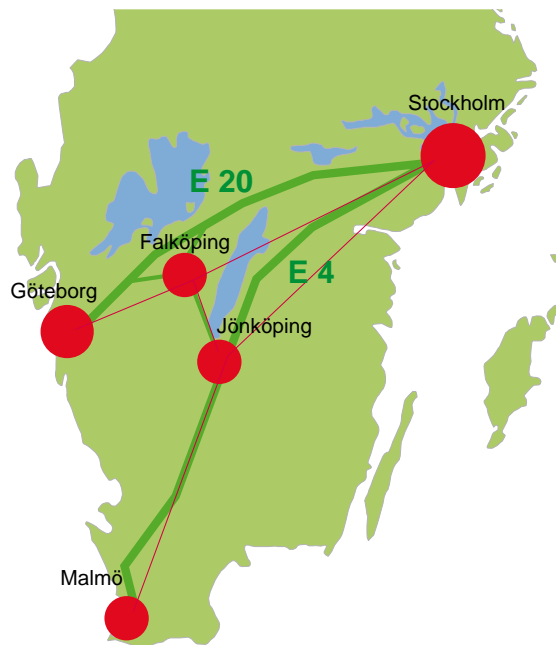 Stockholm
E 20
Falköping
E 4
Göteborg
Jönköping
Malmö